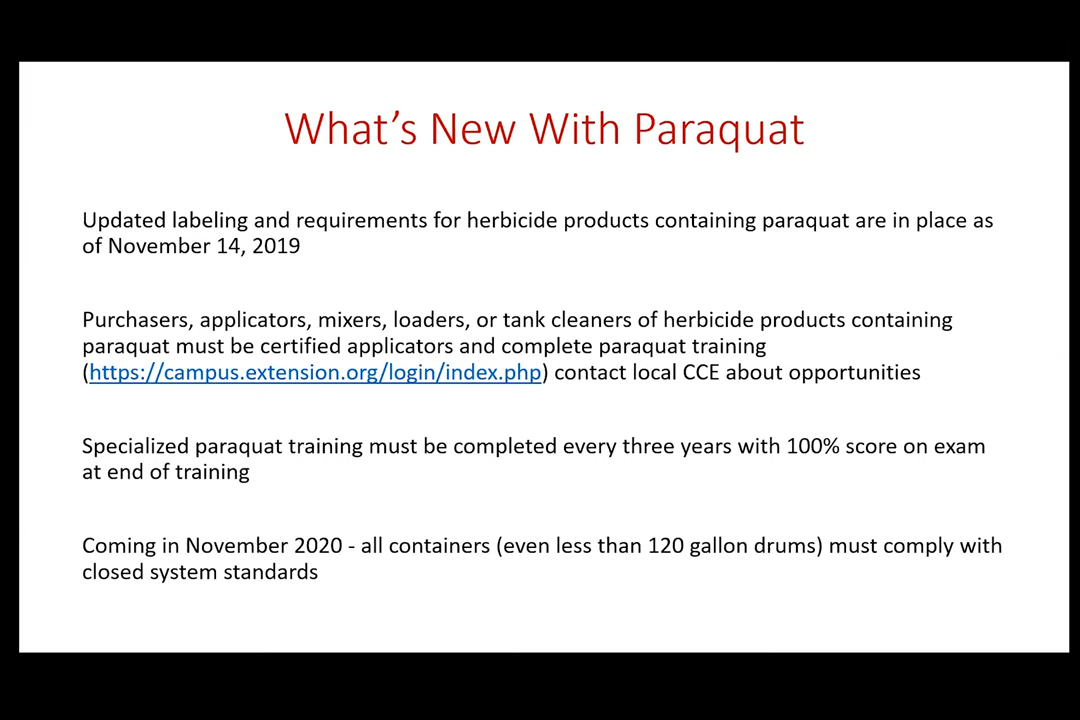 What's New With Paraquat
Updated labeling and requirements for herbicide products containing paraquat are in place as
of November 14, 2019
Purchasers, applicators, mixers, loaders, or tank cleaners of herbicide products containing
paraquat must be certified applicators and complete paraquat training
(https://campus.extension.org/login/index.php) contact local CCE about opportunities
Specialized paraquat training must be completed every three years with 100% score on exam
at end of training
Coming in November 2020 - all containers (even less than 120 gallon drums) must comply with
closed system standards